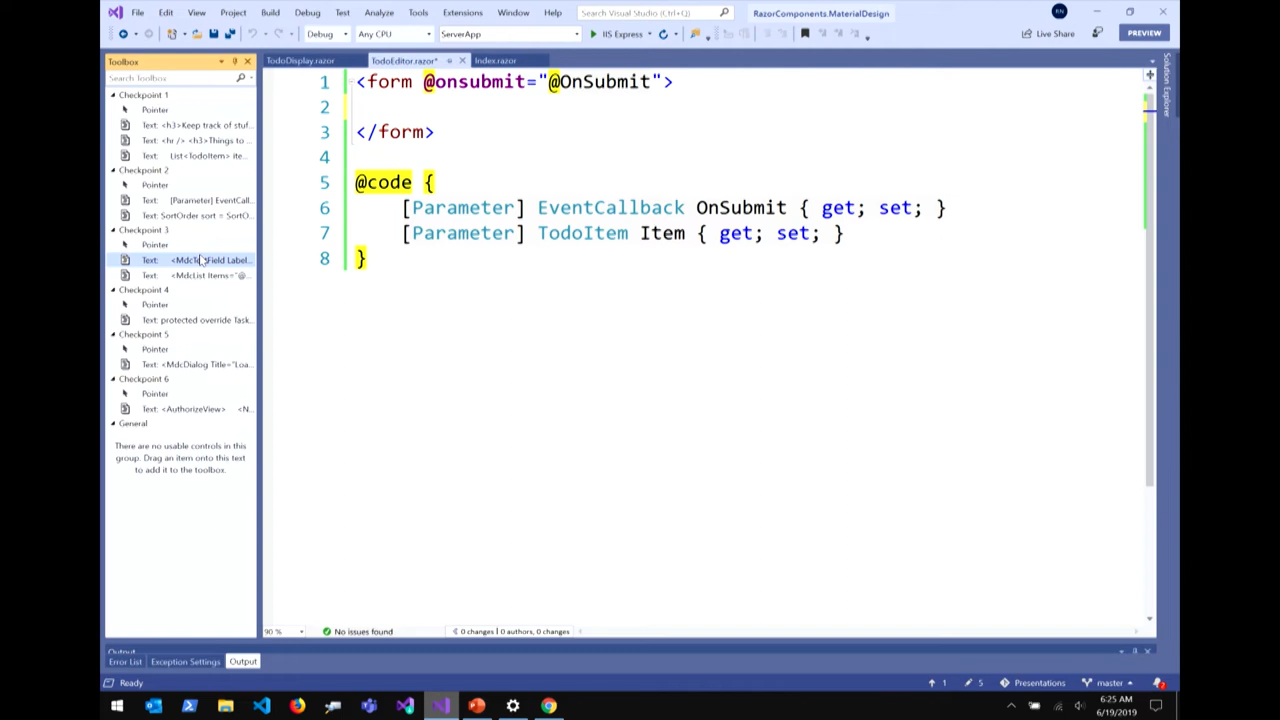 File Edit View Project Build Debug Test Analyze Tools Extensions Window Help Search Visual Studio (Ctrl+Q) RazorComponents.MaterialDesign RN
Debug Any CPU ServerApp IIS Express Live Share PREVIEW
Toolbox
TodoDisplay.razor TodoEditor.razor* Index.razor
Search Toolbox
Checkpoint 1
Pointer
Text: <h3>Keep track of stuf...
Text: <hr /> <h3>Things to ...
Text: List<TodoItem> ite...
Checkpoint 2
Pointer
Text: [Parameter] EventCall...
Text: SortOrder sort = SortO...
Checkpoint 3
Pointer
Text: <MdcTextField Label...
Text: <MdcList Items="@...
Checkpoint 4
Pointer
Text: protected override Task...
Checkpoint 5
Pointer
Text: <MdcDialog Title="Loa...
Checkpoint 6
Pointer
Text: <AuthorizeView> <N...
General
There are no usable controls in this
group. Drag an item onto this text
to add it to the toolbox.
1 <form @onsubmit="@OnSubmit">
2
3 </form>
4
5 @code {
6 [Parameter] EventCallback OnSubmit { get; set; }
7 [Parameter] TodoItem Item { get; set; }
8 }
Solution Explorer
90 % No issues found 0 changes | 0 authors, 0 changes
Output
Error List Exception Settings Output
Ready 1 5 Presentations master 2
6:25 AM
6/19/2019